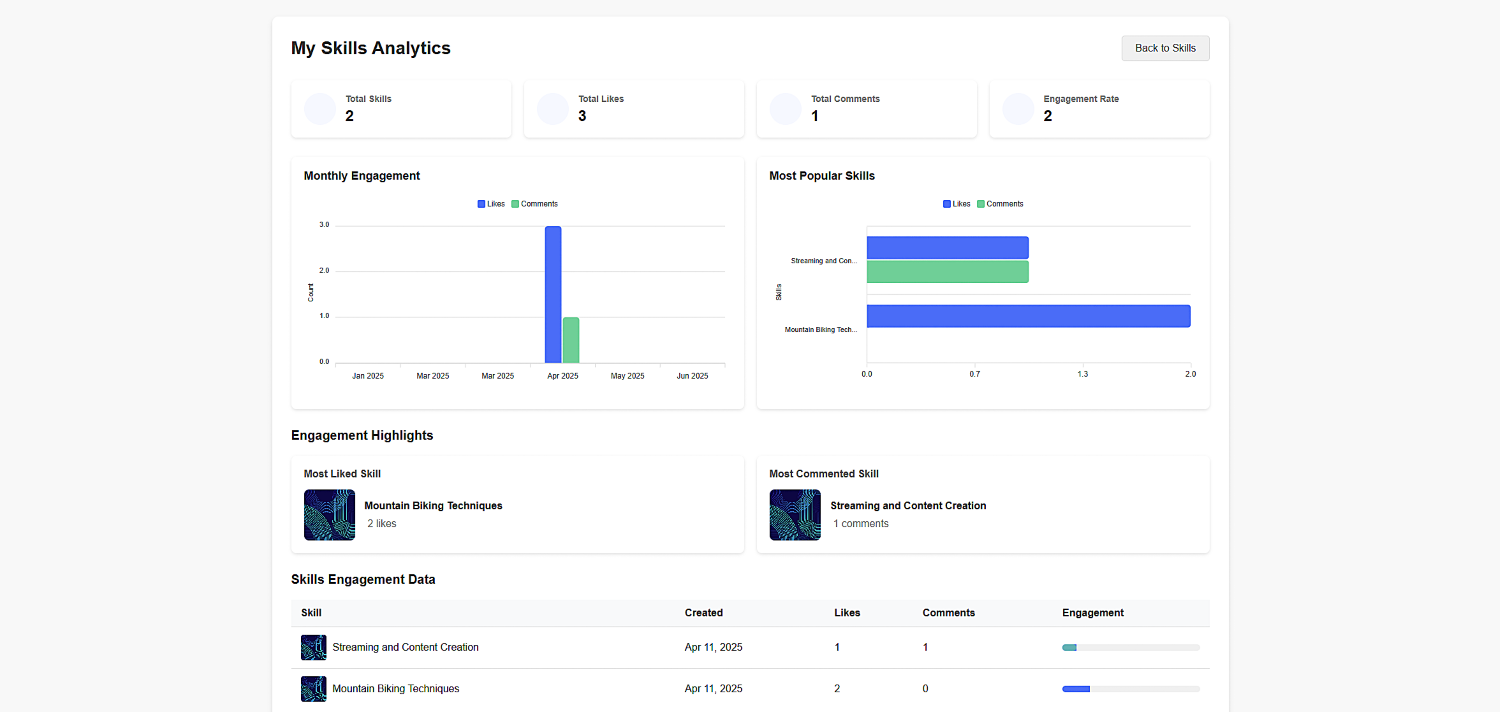 My Skills Analytics
Back to Skills
Total Skills
2
Total Likes
3
Total Comments
1
Engagement Rate
2
Monthly Engagement
Likes Comments
3.0
2.0
1.0
0.0
Count
Jan 2025 Mar 2025 Mar 2025 Apr 2025 May 2025 Jun 2025
Most Popular Skills
Likes Comments
Streaming and Con...
Mountain Biking Tech...
Skills
0.0 0.7 1.3 2.0
Engagement Highlights
Most Liked Skill
Mountain Biking Techniques
2 likes
Most Commented Skill
Streaming and Content Creation
1 comments
Skills Engagement Data
Skill Created Likes Comments Engagement
Streaming and Content Creation Apr 11, 2025 1 1
Mountain Biking Techniques Apr 11, 2025 2 0